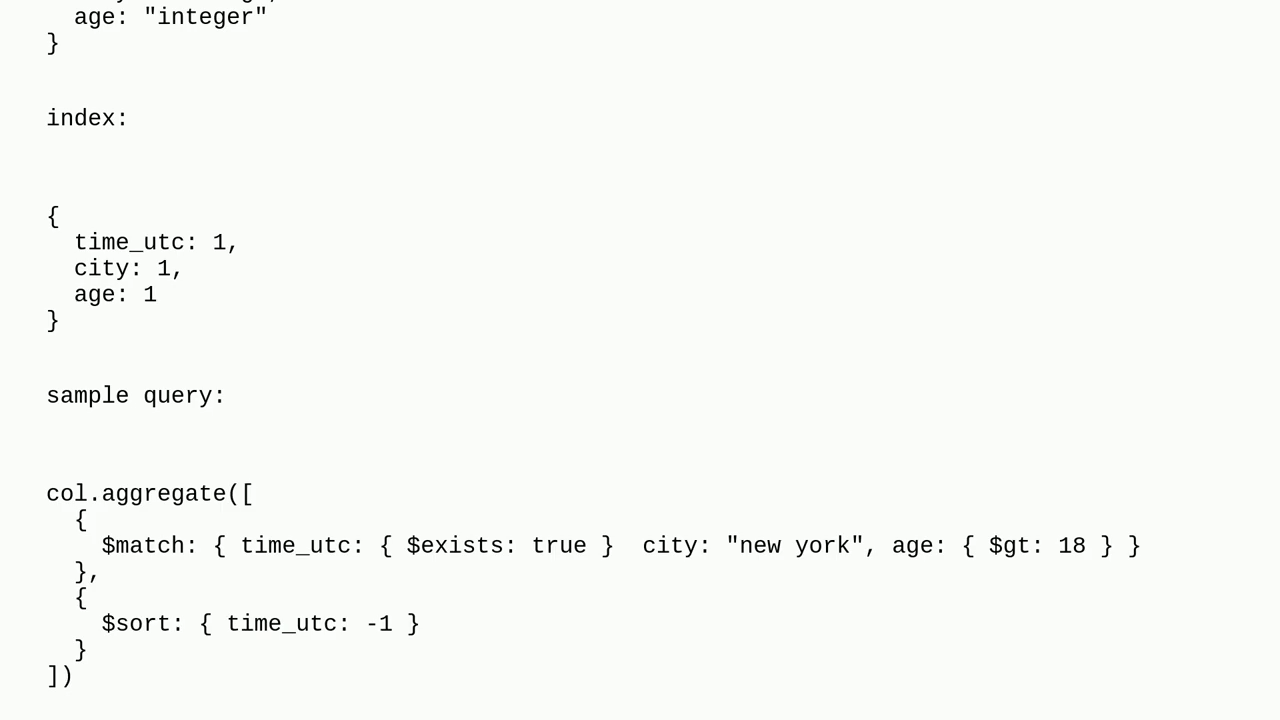 age: "integer"
}
index:
{
time_utc: 1,
city: 1,
age: 1
}
sample query:
col.aggregate([
{
$match: { time_utc: { $exists: true }  city: "new york", age: { $gt: 18 } }
},
{
$sort: { time_utc: -1 }
}
])